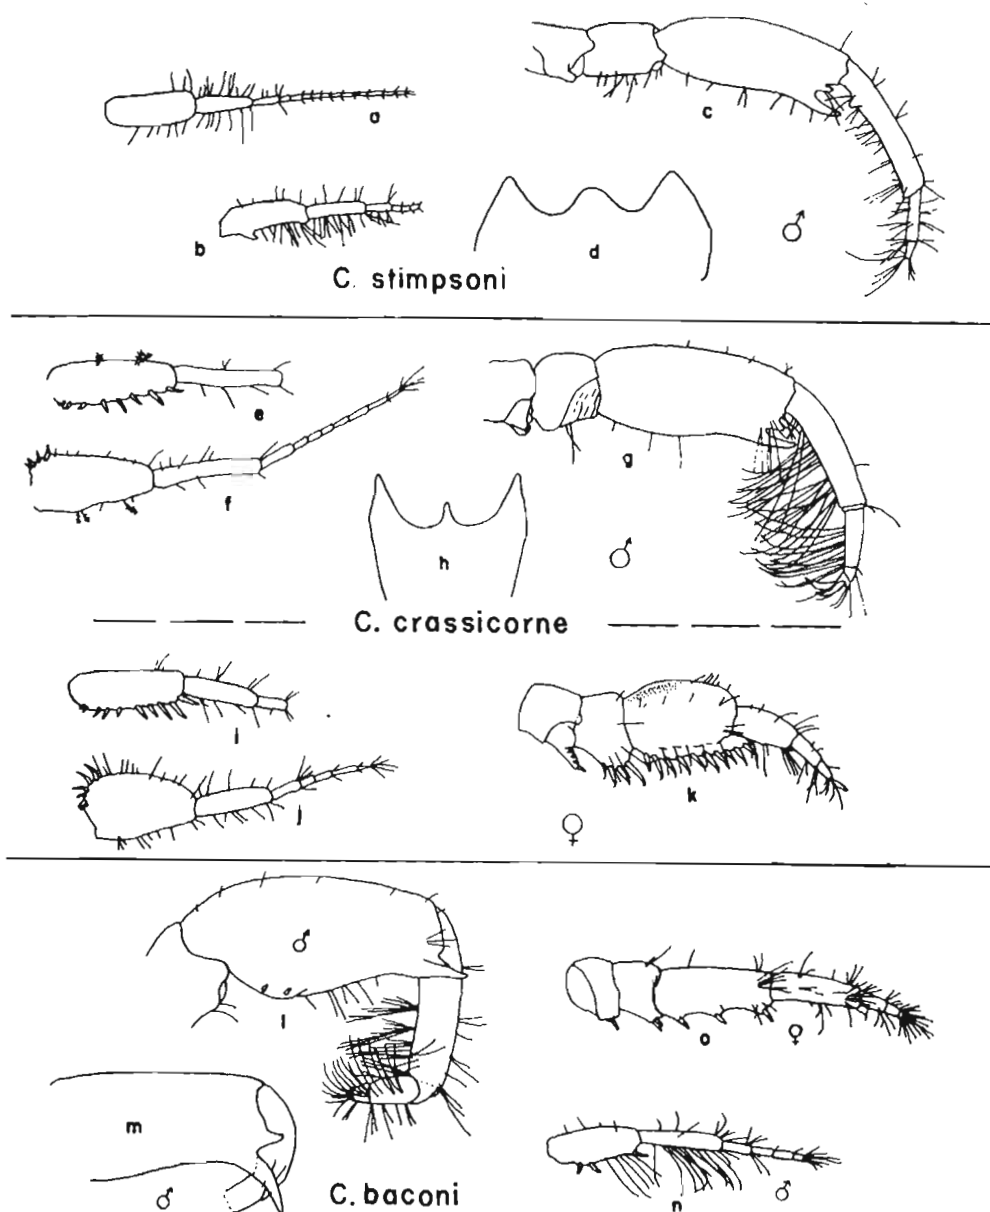 a
c
b
d
♂
C. stimpsoni
e
f
g
h
♂
C. crassicorne
i
j
k
♀
♂
l
o
♀
m
♂
C. baconi
n
♂